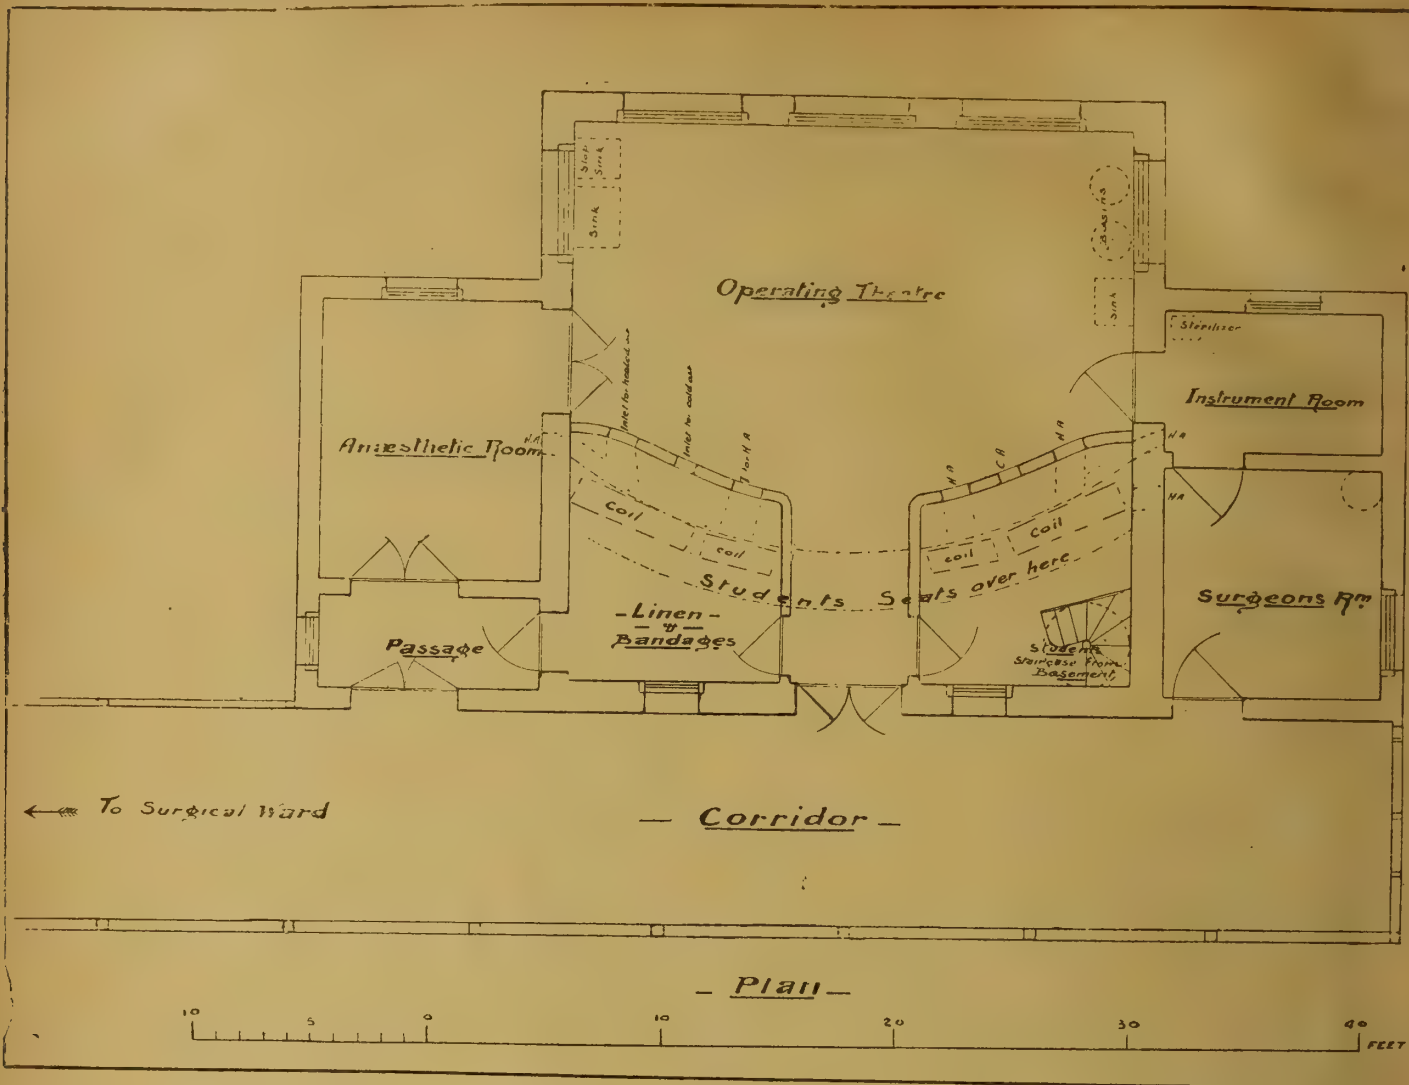 Slop
Sink
Sink
Basins
Sink
Operating Theatre
Sterilizer
Instrument Room
Inlet for heated air
Inlet for cold air
Anæsthetic Room
H A
H A
C A
H A
H A
H A
Coil
Coil
Coil
Coil
Students Seats over here
Surgeons Rm
- Linen -
- & -
Bandages
Passage
Students
Staircase from
Basement
To Surgical Ward
- Corridor -
- Plan -
10 5 0 10 20 30 40
FEET